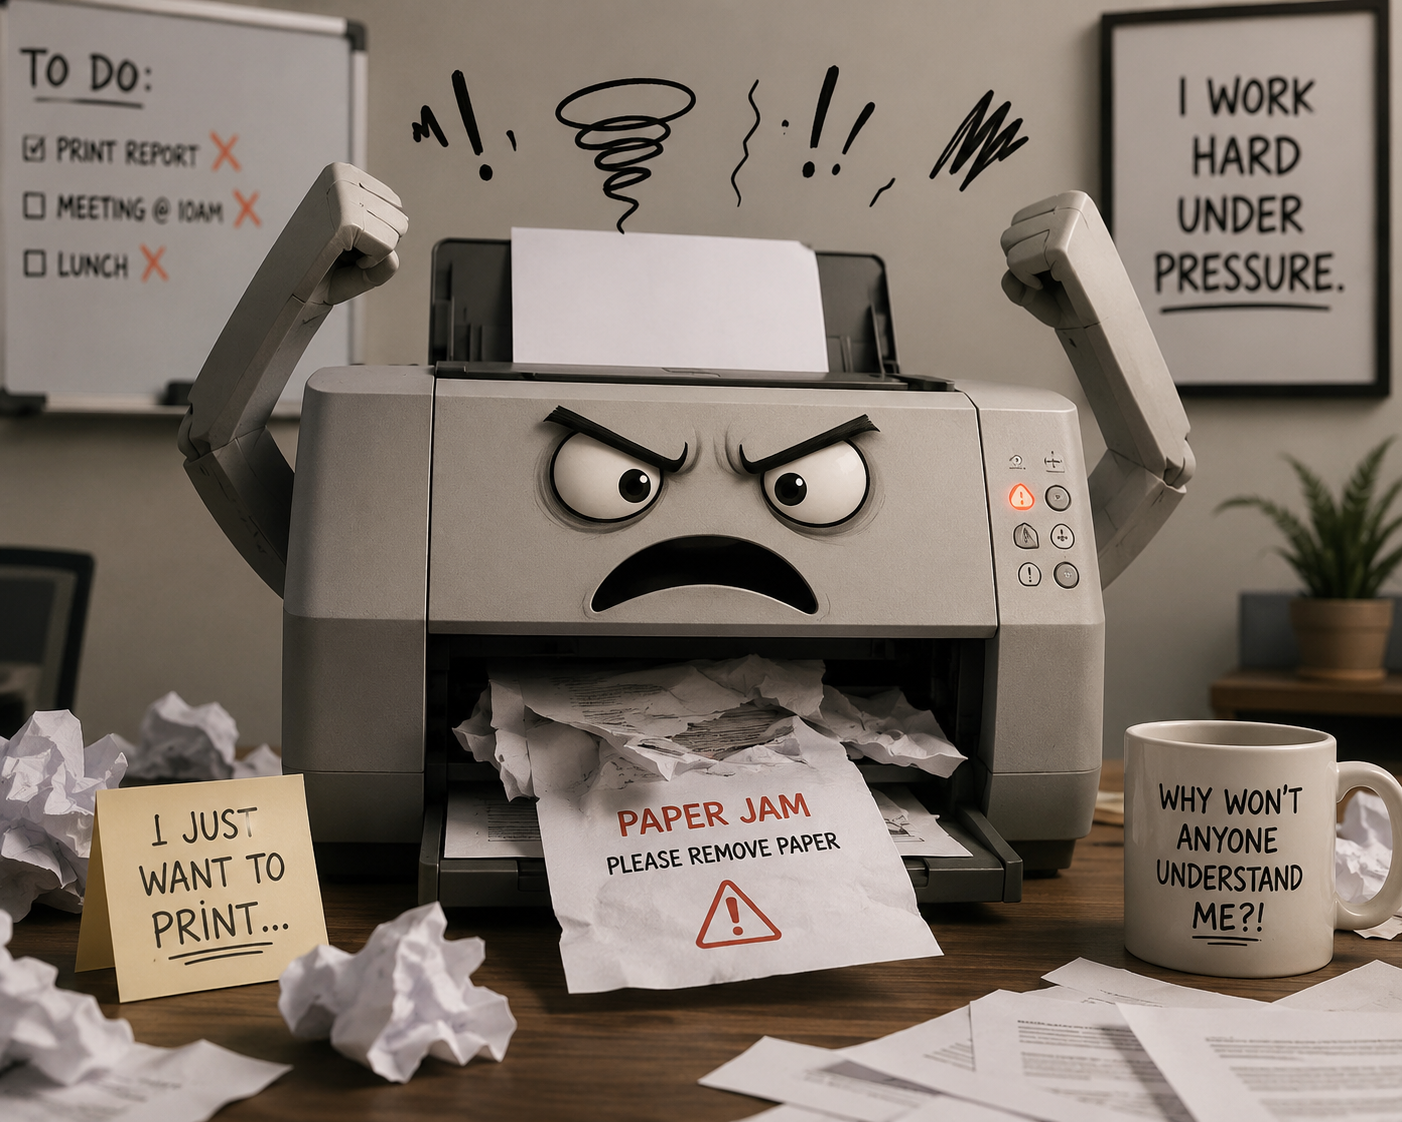 TO DO:
PRINT REPORT
MEETING @ 10AM
LUNCH
I WORK
HARD
UNDER
PRESSURE.
PAPER JAM
PLEASE REMOVE PAPER
I JUST
WANT TO
PRINT...
WHY WON'T
ANYONE
UNDERSTAND
ME?!